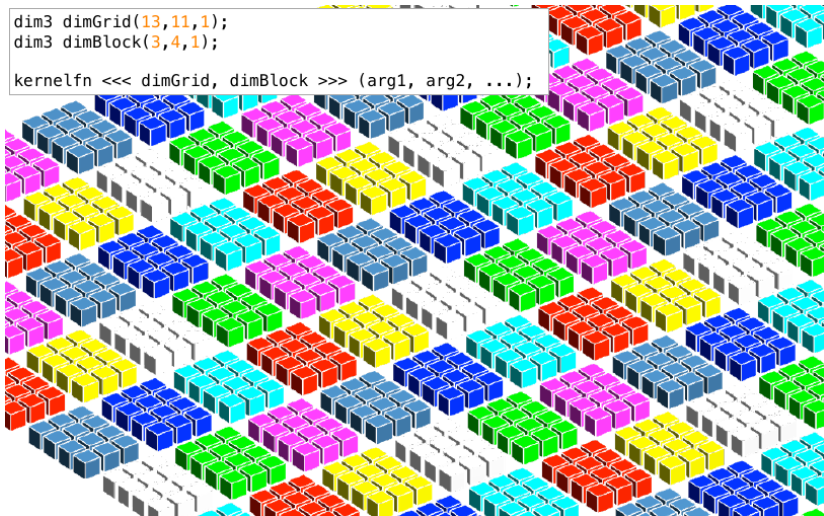 dim3 dimGrid(13,11,1);
dim3 dimBlock(3,4,1);
kernelfn <<< dimGrid, dimBlock >>> (arg1, arg2, ...);